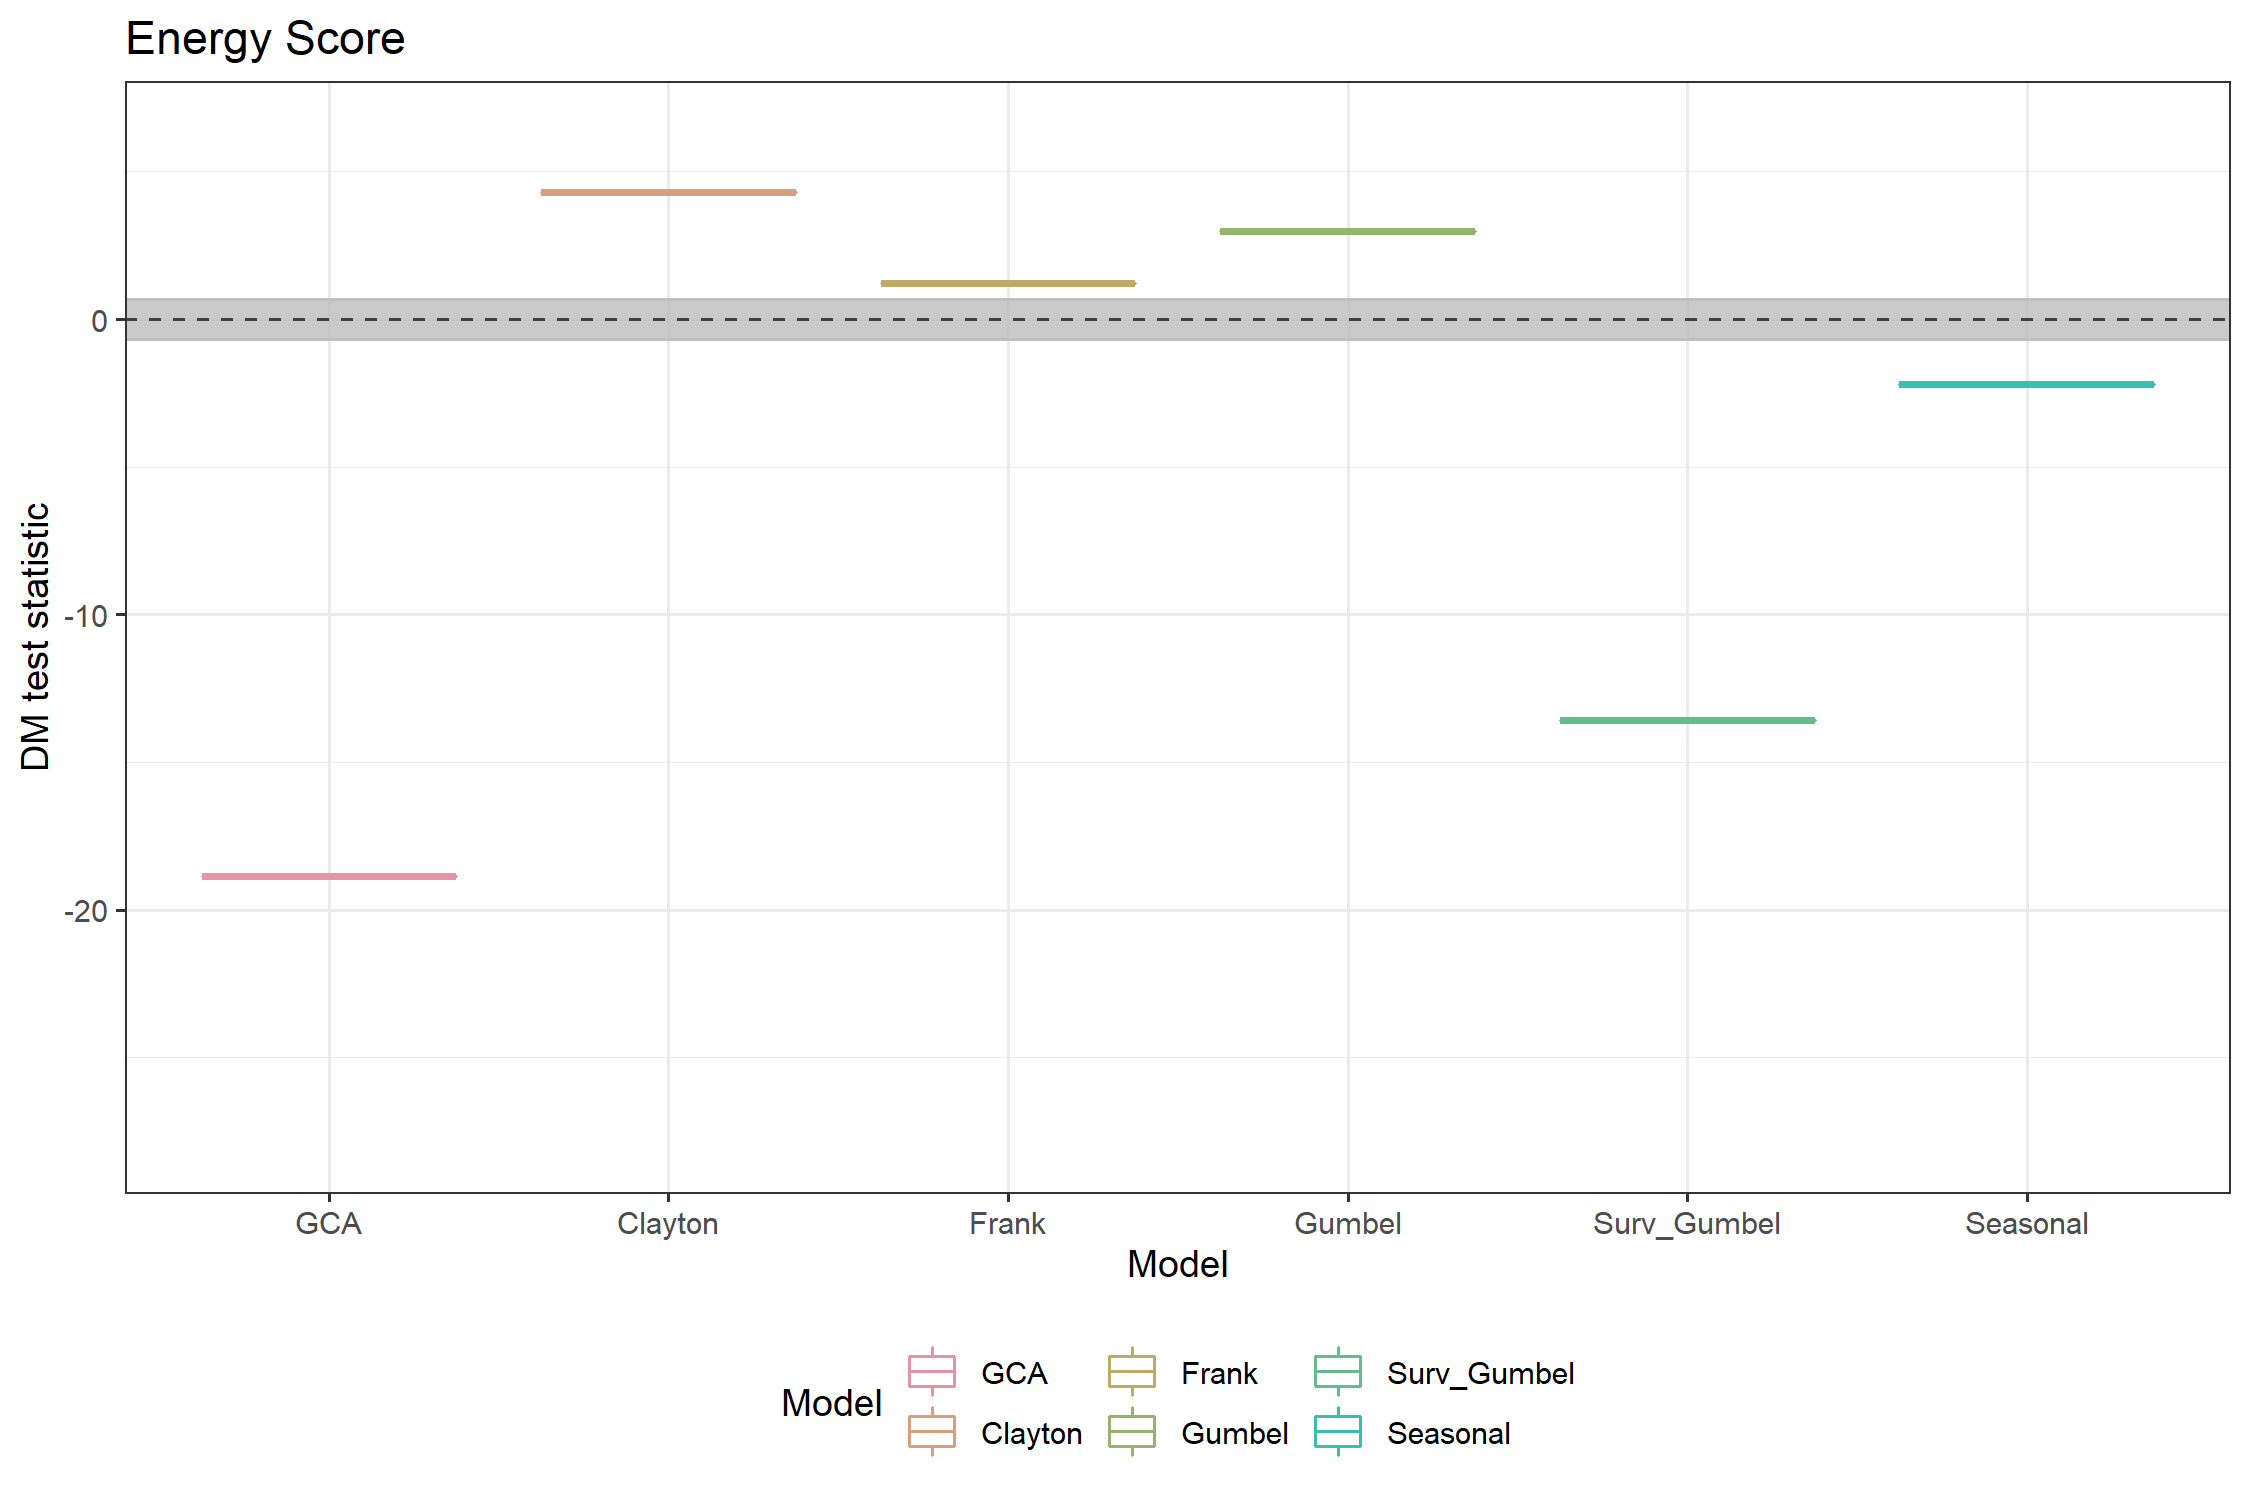 Energy Score
DM test statistic
0
-10
-20
GCA Clayton Frank Gumbel Surv_Gumbel Seasonal
Model
Model
GCA Frank Surv_Gumbel
Clayton Gumbel Seasonal